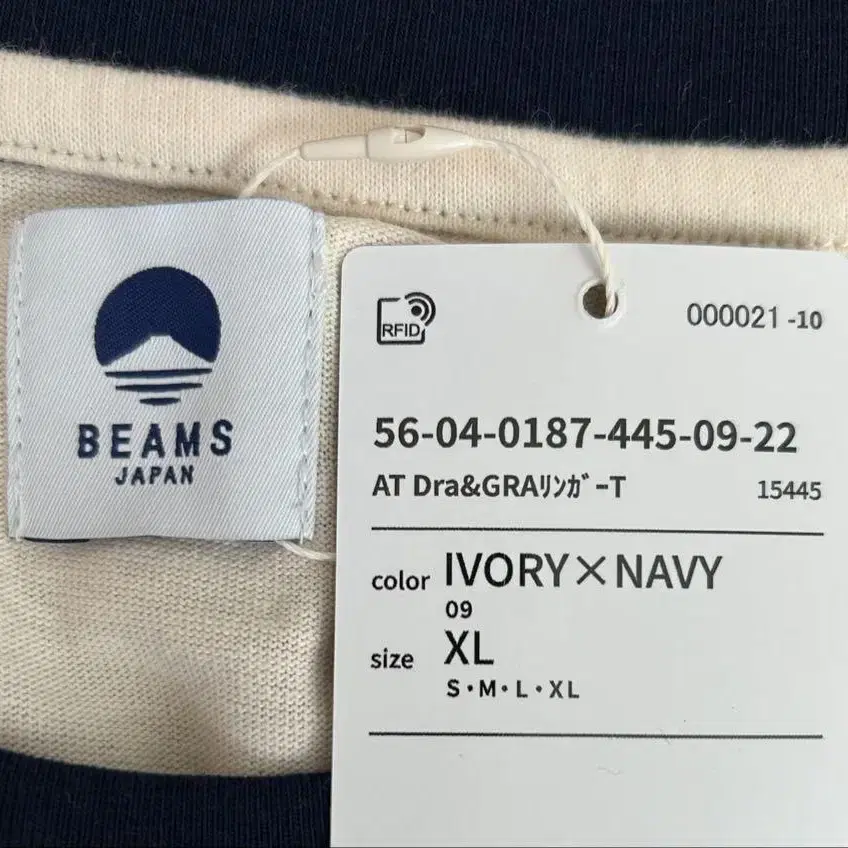 BEAMS
JAPAN
RFID
000021 -10
56-04-0187-445-09-22
AT Dra&GRAﾘﾝｶﾞｰT
15445
color IVORY×NAVY
09
size XL
S・M・L・XL